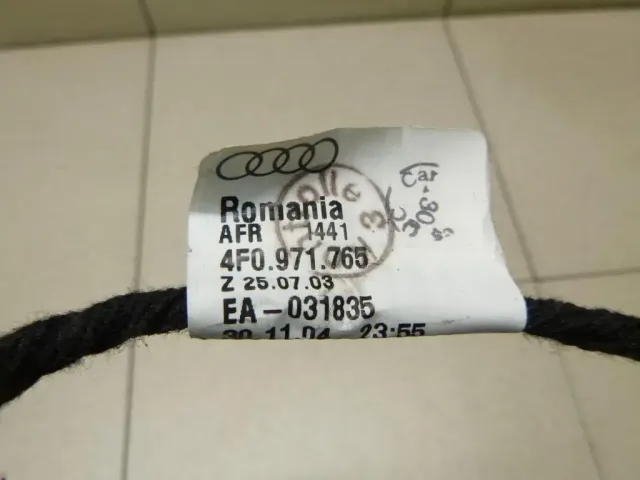 Romania
AFR 1441
4F0.971.765
Z 25.07.03
EA-031835
30.11.04 23:55